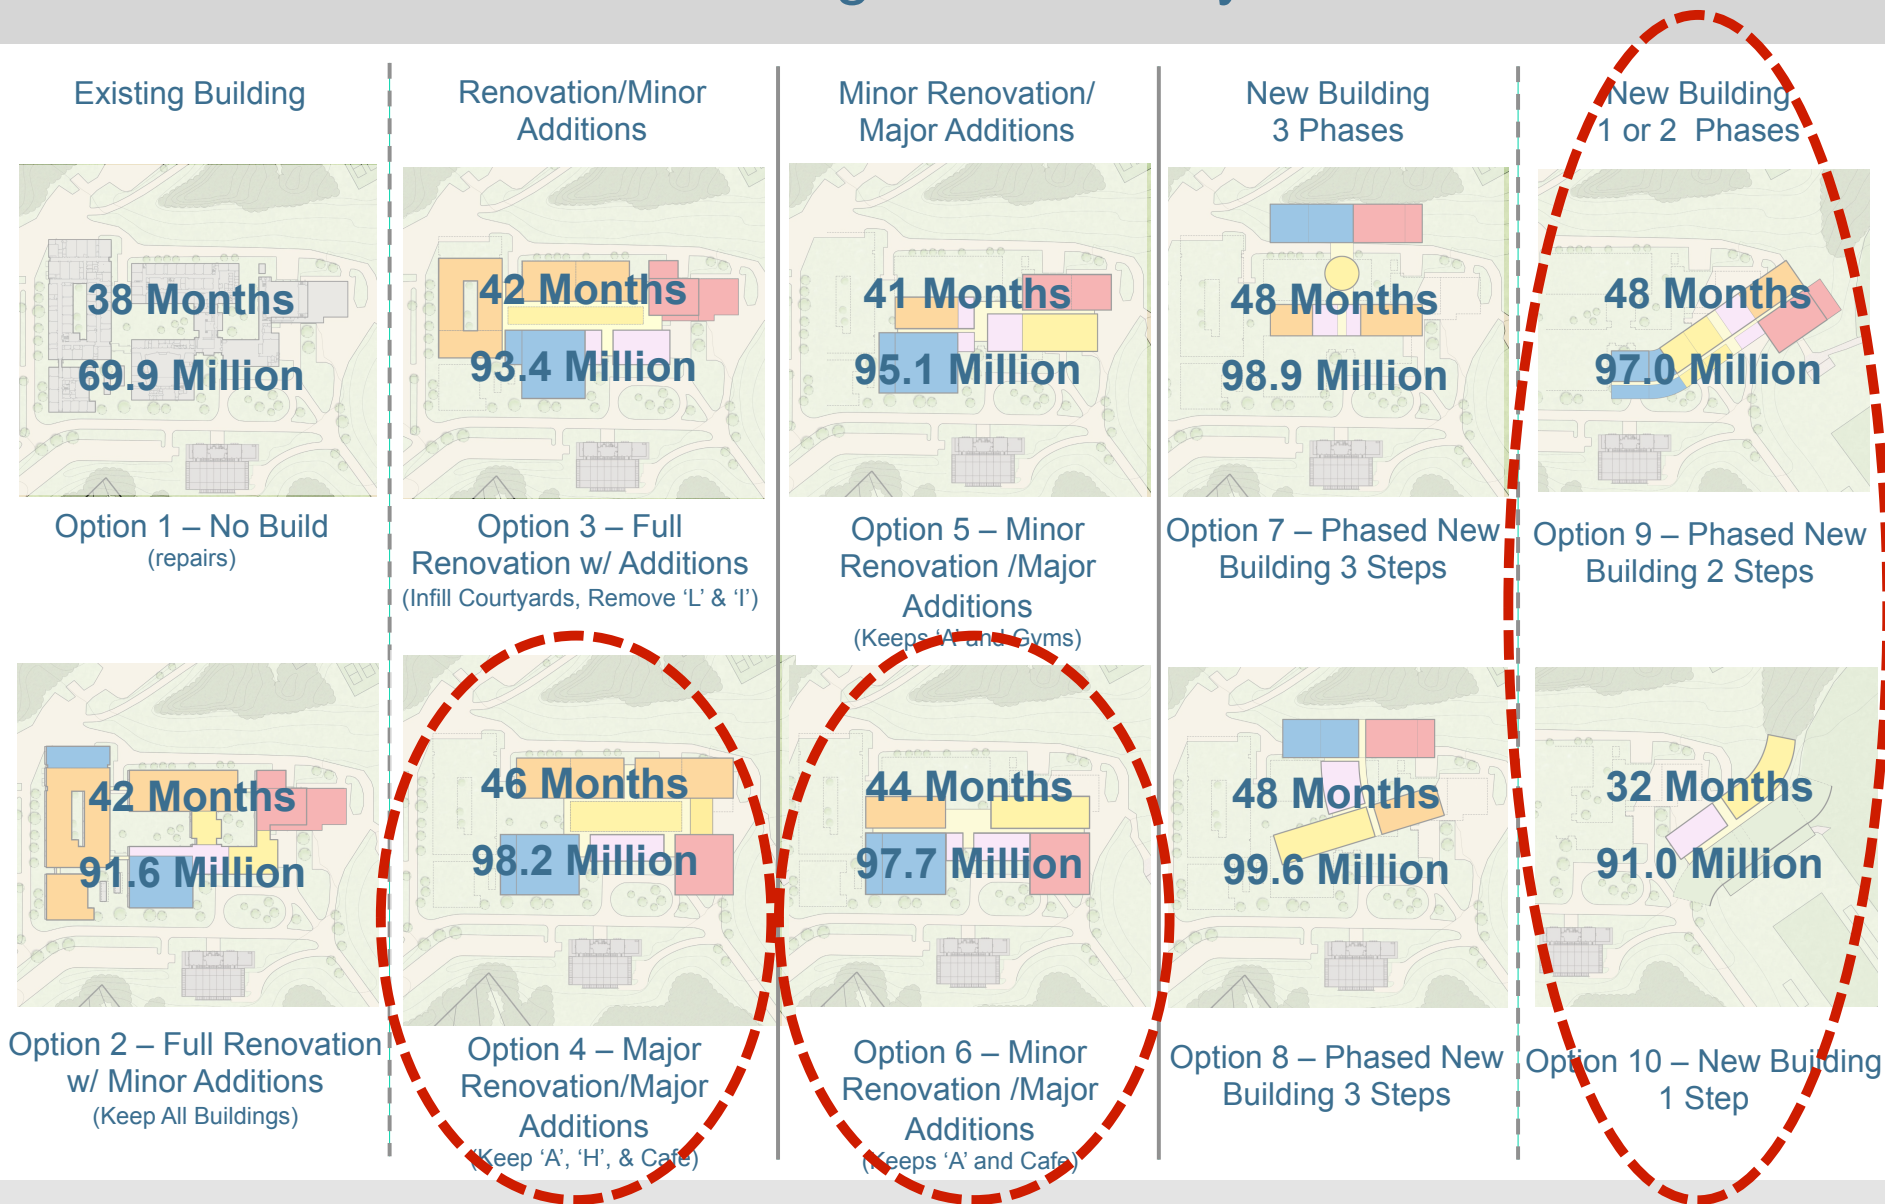 Existing Building
38 Months
69.9 Million
Option 1 – No Build
(repairs)
42 Months
91.6 Million
Option 2 – Full Renovation
w/ Minor Additions
(Keep All Buildings)
Renovation/Minor
Additions
42 Months
93.4 Million
Option 3 – Full
Renovation w/ Additions
(Infill Courtyards, Remove ‘L’ & ‘I’)
46 Months
98.2 Million
Option 4 – Major
Renovation/Major
Additions
(Keep ‘A’, ‘H’, & Cafe)
Minor Renovation/
Major Additions
41 Months
95.1 Million
Option 5 – Minor
Renovation /Major
Additions
(Keeps ‘A’ and Gyms)
44 Months
97.7 Million
Option 6 – Minor
Renovation /Major
Additions
(Keeps ‘A’ and Cafe)
New Building
3 Phases
48 Months
98.9 Million
Option 7 – Phased New
Building 3 Steps
48 Months
99.6 Million
Option 8 – Phased New
Building 3 Steps
New Building
1 or 2 Phases
48 Months
97.0 Million
Option 9 – Phased New
Building 2 Steps
32 Months
91.0 Million
Option 10 – New Building
1 Step